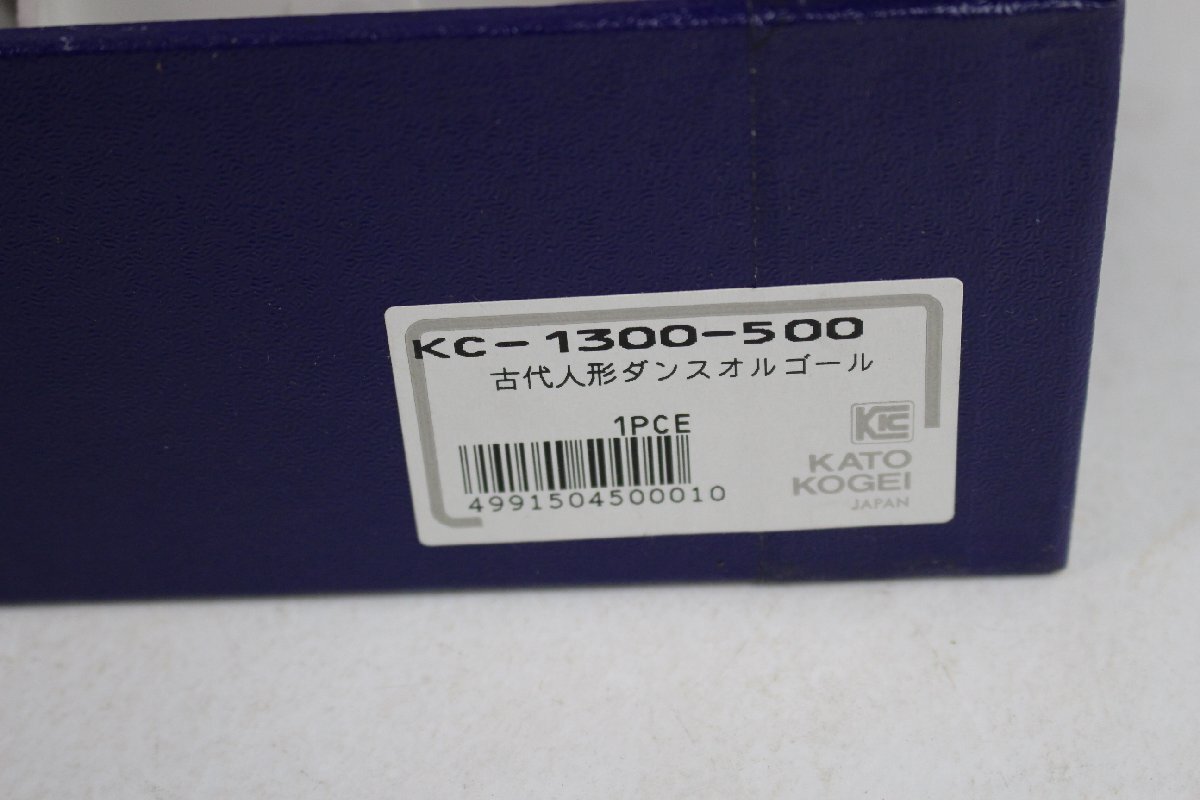 KC-1300-500
古代人形ダンスオルゴール
1PCE
4991504500010
KIC
KATO
KOGEI
JAPAN